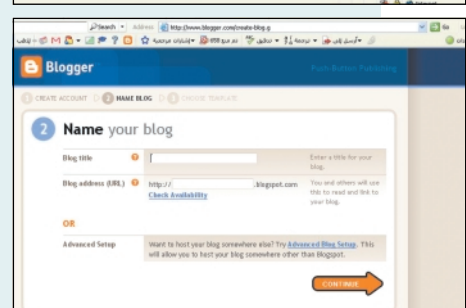 Search Address http://www.blogger.com/create-blog.g
Blogger
Push-Button Publishing
1 CREATE ACCOUNT 2 NAME BLOG 3 CHOOSE TEMPLATE
2 Name your blog
Blog title Enter a title for your
blog.
Blog address (URL) http:// .blogspot.com You and others will use
Check Availability this to read and link to
your blog.
OR
Advanced Setup Want to host your blog somewhere else? Try Advanced Blog Setup. This
will allow you to host your blog somewhere other than Blogspot.
CONTINUE